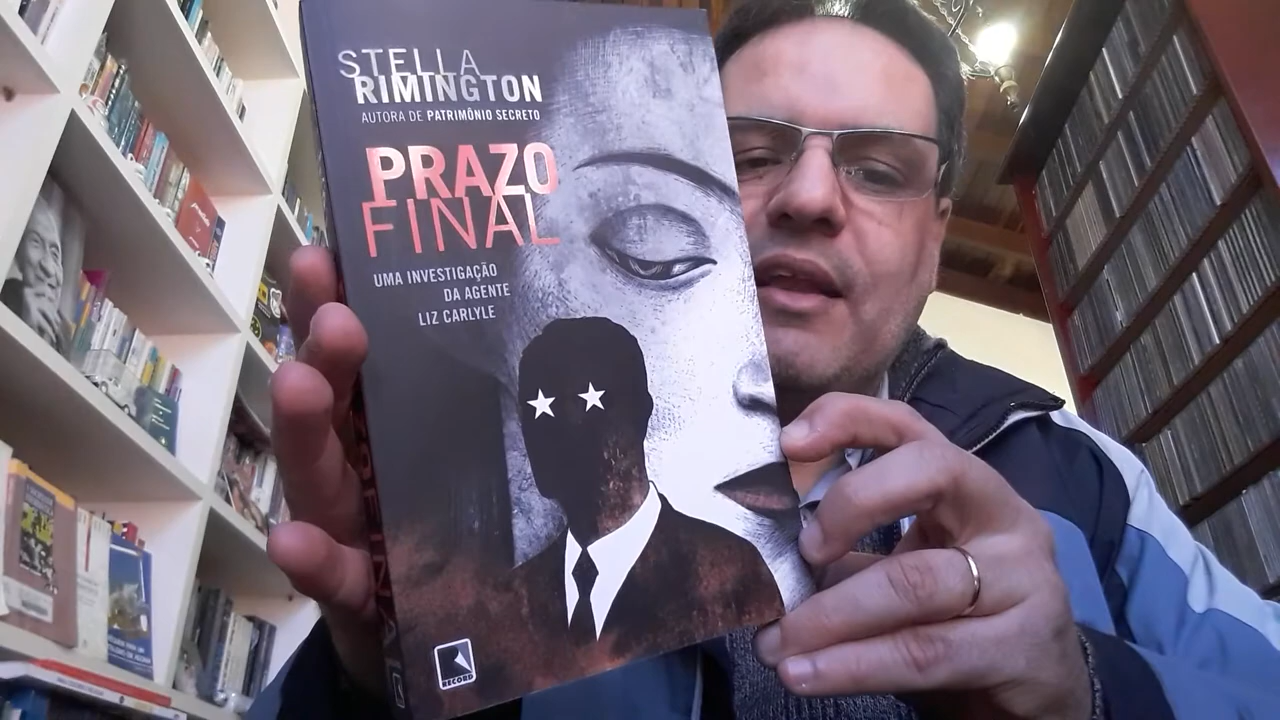 STELLA
RIMINGTON
AUTORA DE PATRIMÔNIO SECRETO
PRAZO
FINAL
UMA INVESTIGAÇÃO
DA AGENTE
LIZ CARLYLE
RECORD